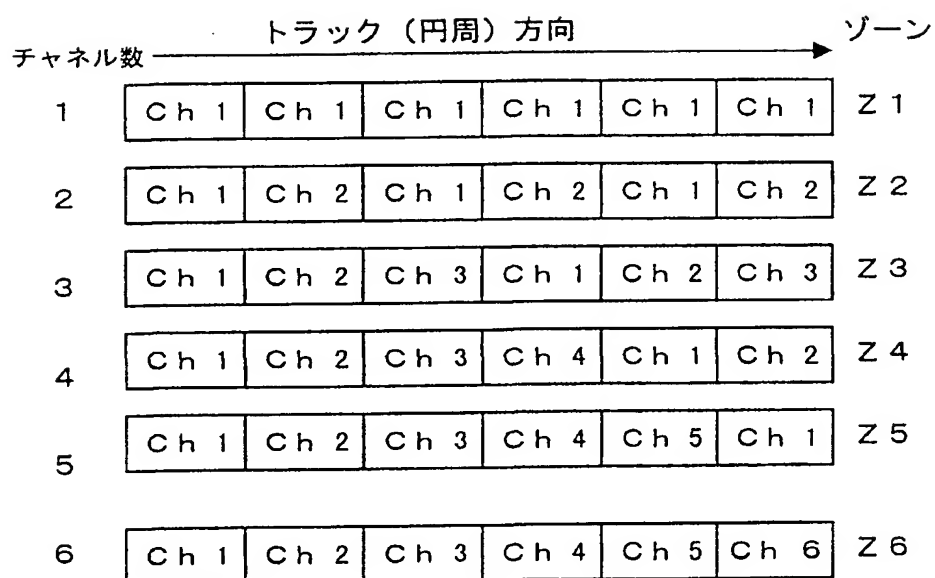 トラック（円周）方向 ゾーン
チャネル数
1 Ch 1 Ch 1 Ch 1 Ch 1 Ch 1 Ch 1 Z 1
2 Ch 1 Ch 2 Ch 1 Ch 2 Ch 1 Ch 2 Z 2
3 Ch 1 Ch 2 Ch 3 Ch 1 Ch 2 Ch 3 Z 3
4 Ch 1 Ch 2 Ch 3 Ch 4 Ch 1 Ch 2 Z 4
5 Ch 1 Ch 2 Ch 3 Ch 4 Ch 5 Ch 1 Z 5
6 Ch 1 Ch 2 Ch 3 Ch 4 Ch 5 Ch 6 Z 6